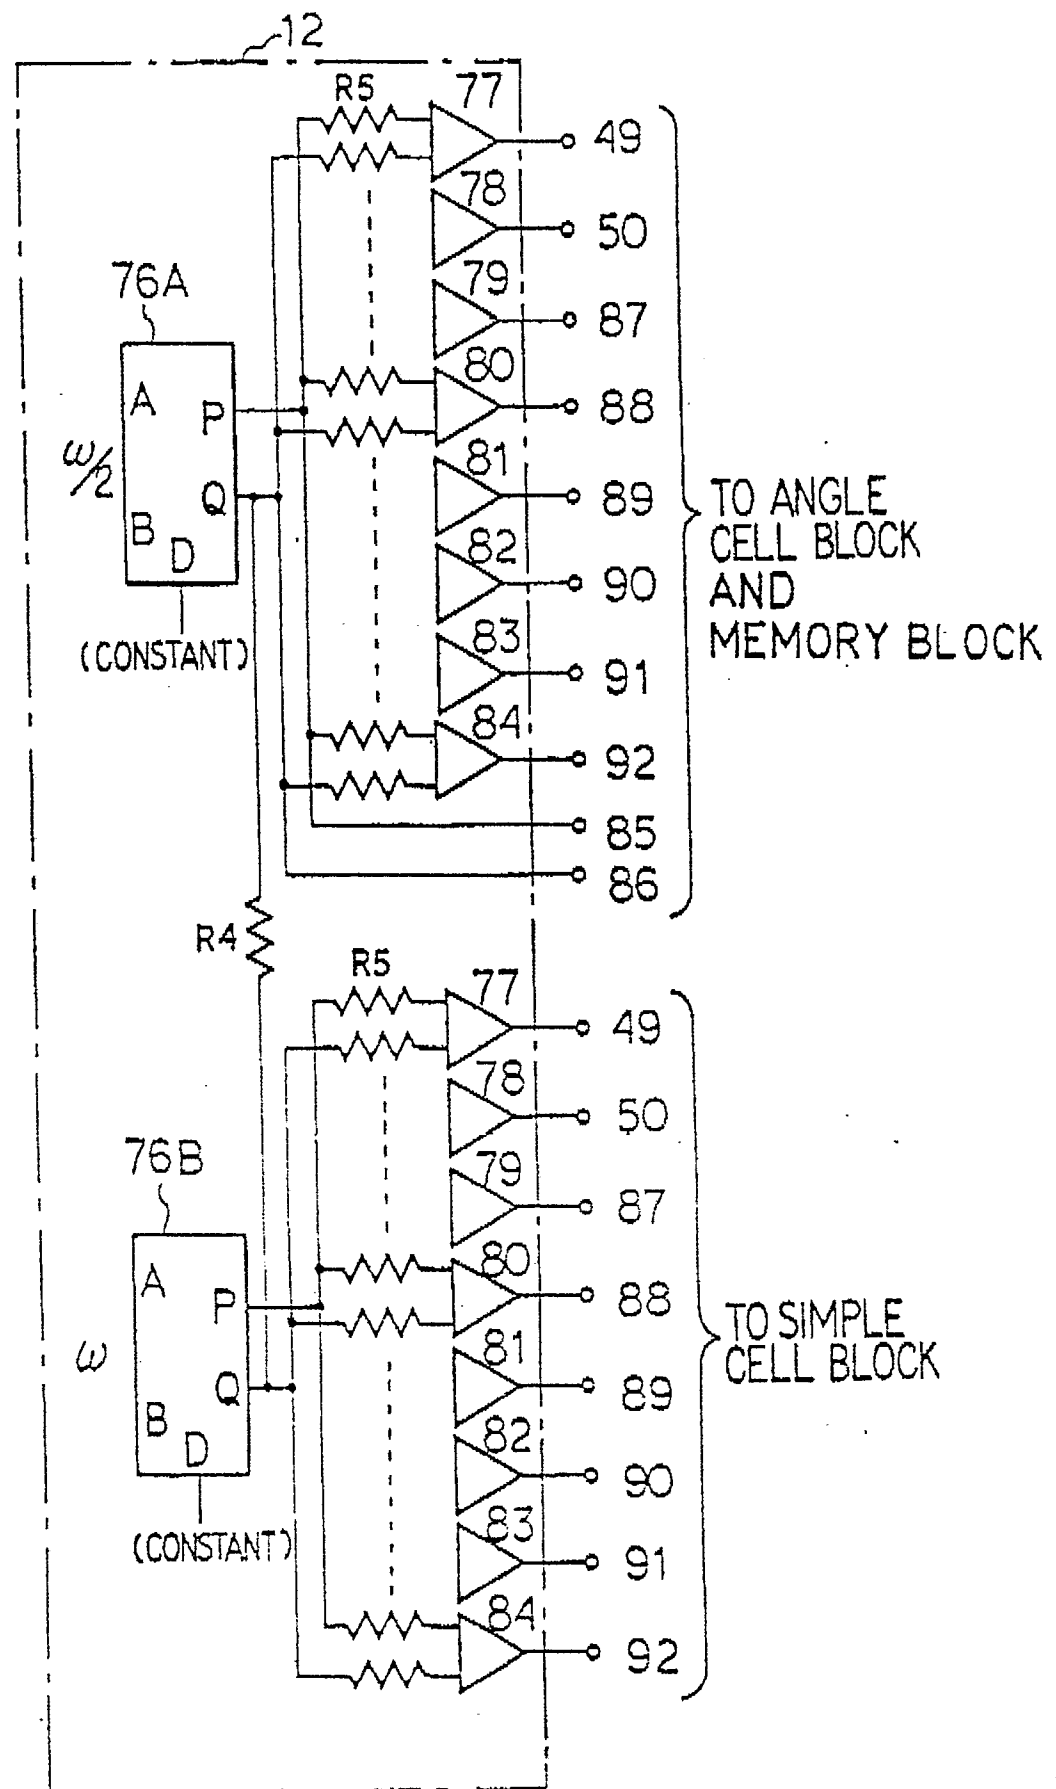 12
R5
77
49
78
50
79
87
76A
80
88
A
P
ω/2
81
89
TO ANGLE
CELL BLOCK
AND
MEMORY BLOCK
Q
B
D
82
90
(CONSTANT)
83
91
84
92
85
86
R4
R5
77
49
78
50
76B
79
87
80
88
A
P
ω
TO SIMPLE
CELL BLOCK
81
89
Q
B
D
82
90
(CONSTANT)
83
91
84
92